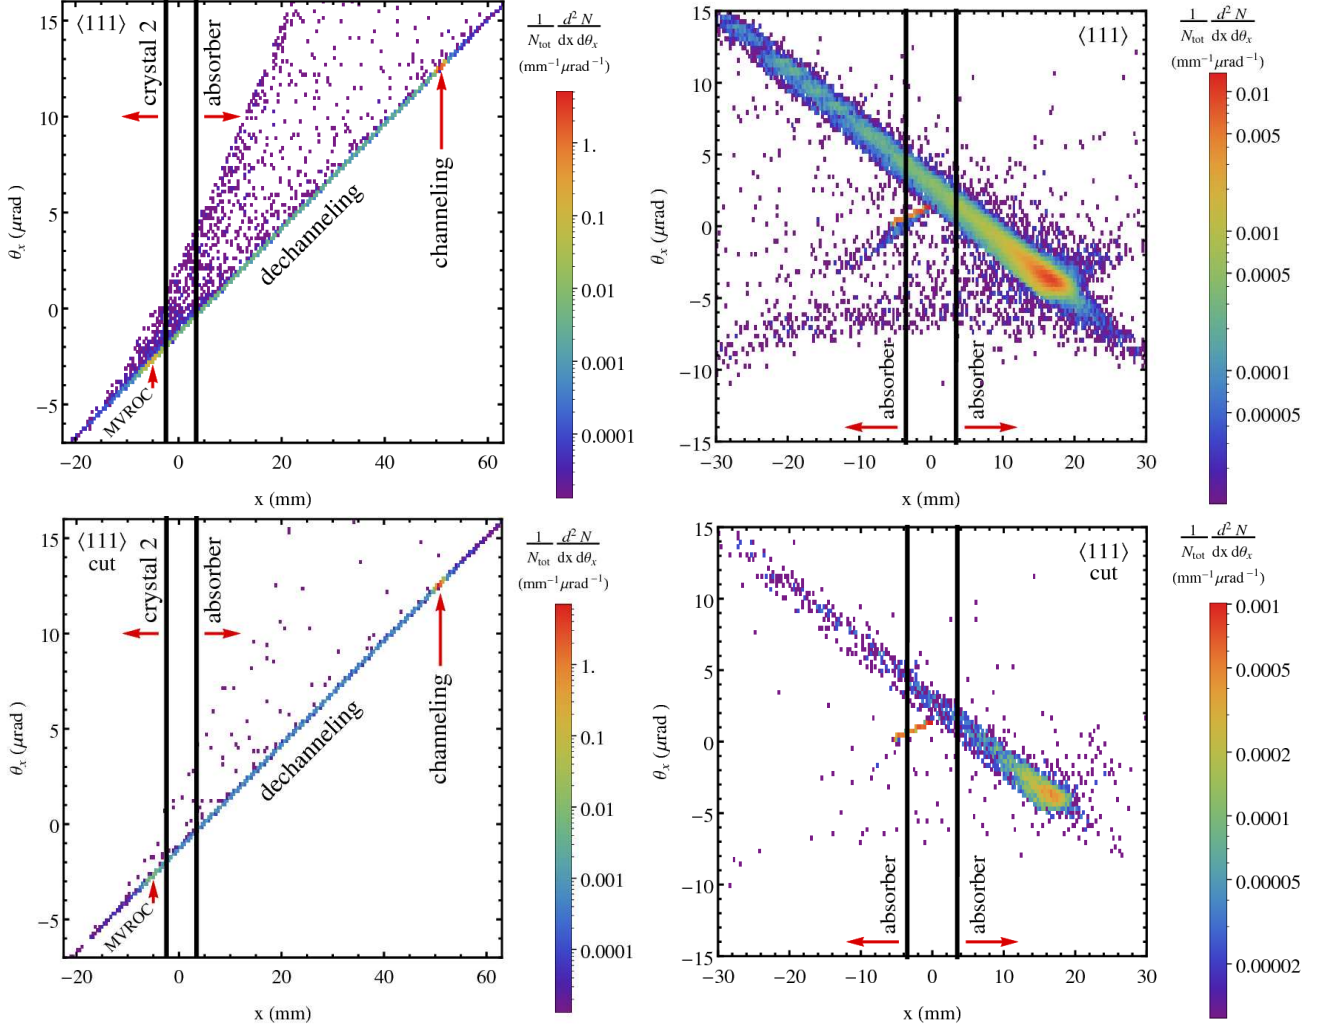 ⟨111⟩
crystal 2
absorber
dechanneling
channeling
MVROC
θx (μrad)
10
5
0
−5
−20
0
20
40
60
x (mm)
1/Ntot d²N/dx dθx
(mm−1μrad−1)
1.
0.1
0.01
0.001
0.0001
⟨111⟩
absorber
absorber
θx (μrad)
15
10
5
0
−5
−10
−15
−30
−20
−10
0
10
20
30
x (mm)
1/Ntot d²N/dx dθx
(mm−1μrad−1)
0.01
0.005
0.001
0.0005
0.0001
0.00005
⟨111⟩
cut
crystal 2
absorber
dechanneling
channeling
MVROC
θx (μrad)
15
10
5
0
−5
−20
0
20
40
60
x (mm)
1/Ntot d²N/dx dθx
(mm−1μrad−1)
1.
0.1
0.01
0.001
0.0001
⟨111⟩
cut
absorber
absorber
θx (μrad)
15
10
5
0
−5
−10
−15
−30
−20
−10
0
10
20
30
x (mm)
1/Ntot d²N/dx dθx
(mm−1μrad−1)
0.001
0.0005
0.0002
0.0001
0.00005
0.00002